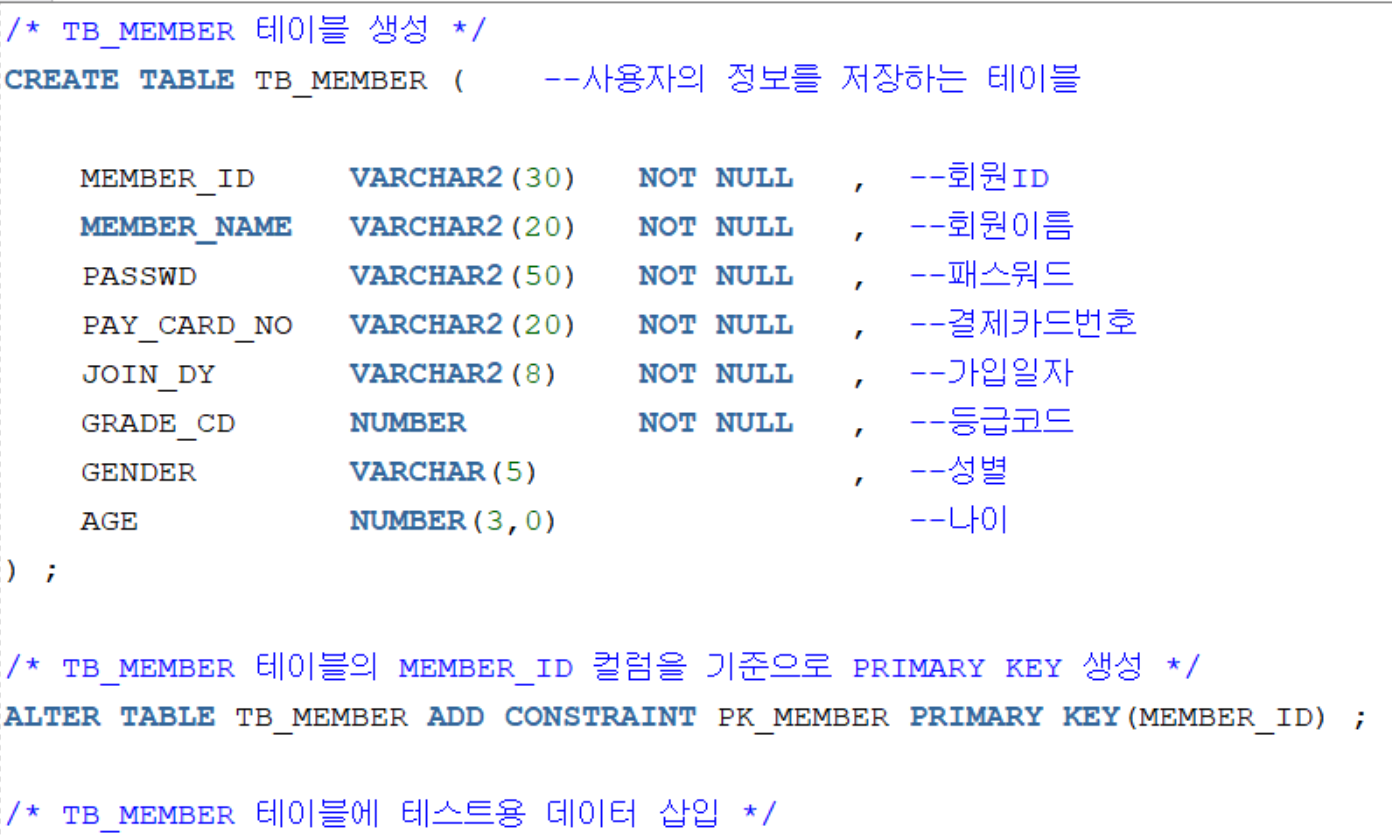 /* TB_MEMBER 테이블 생성 */
CREATE TABLE TB_MEMBER (    --사용자의 정보를 저장하는 테이블
MEMBER_ID     VARCHAR2(30)   NOT NULL   ,  --회원ID
MEMBER_NAME   VARCHAR2(20)   NOT NULL   ,  --회원이름
PASSWD        VARCHAR2(50)   NOT NULL   ,  --패스워드
PAY_CARD_NO   VARCHAR2(20)   NOT NULL   ,  --결제카드번호
JOIN_DY       VARCHAR2(8)    NOT NULL   ,  --가입일자
GRADE_CD      NUMBER         NOT NULL   ,  --등급코드
GENDER        VARCHAR(5)                ,  --성별
AGE           NUMBER(3,0)                  --나이
) ;
/* TB_MEMBER 테이블의 MEMBER_ID 컬럼을 기준으로 PRIMARY KEY 생성 */
ALTER TABLE TB_MEMBER ADD CONSTRAINT PK_MEMBER PRIMARY KEY(MEMBER_ID) ;
/* TB_MEMBER 테이블에 테스트용 데이터 삽입 */